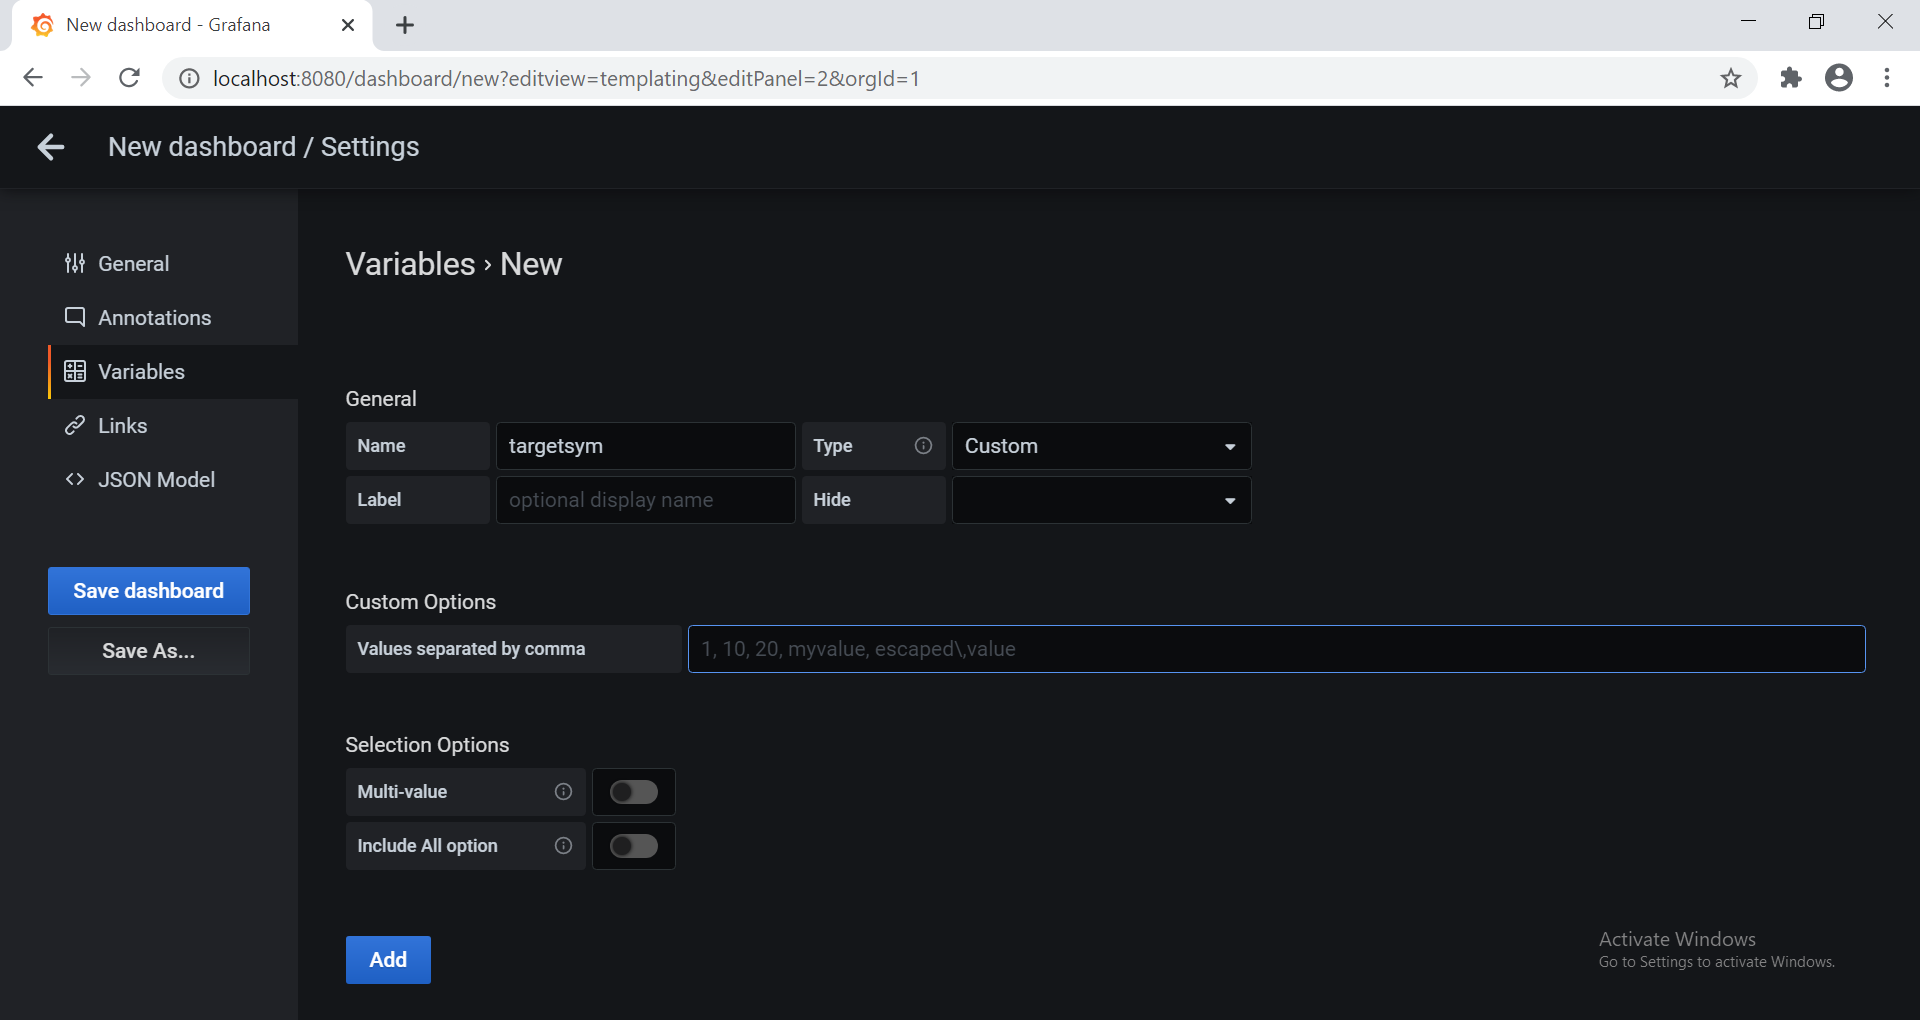 New dashboard - Grafana
localhost:8080/dashboard/new?editview=templating&editPanel=2&orgId=1
New dashboard / Settings
General
Annotations
Variables
Links
JSON Model
Save dashboard
Save As...
Variables › New
General
Name targetsym Type Custom
Label optional display name Hide
Custom Options
Values separated by comma 1, 10, 20, myvalue, escaped\,value
Selection Options
Multi-value
Include All option
Add
Activate Windows
Go to Settings to activate Windows.